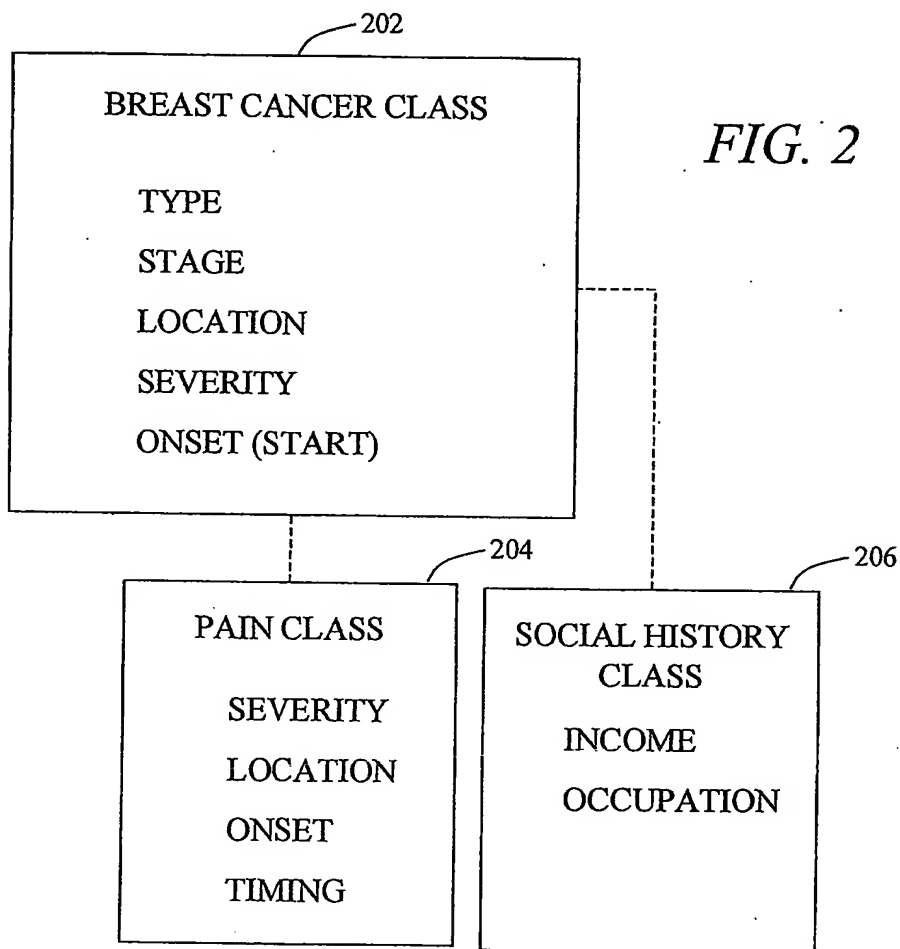 202
BREAST CANCER CLASS
FIG. 2
TYPE
STAGE
LOCATION
SEVERITY
ONSET (START)
204
206
PAIN CLASS
SEVERITY
LOCATION
ONSET
TIMING
SOCIAL HISTORY
CLASS
INCOME
OCCUPATION